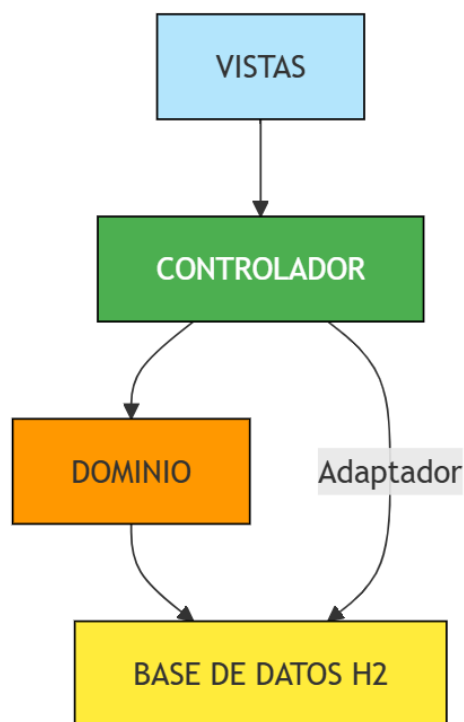 VISTAS
CONTROLADOR
DOMINIO
Adaptador
BASE DE DATOS H2